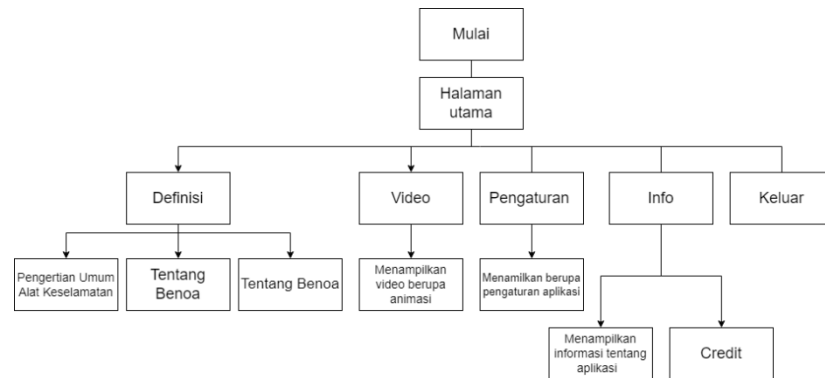 Mulai
Halaman
utama
Definisi
Video
Pengaturan
Info
Keluar
Pengertian Umum
Alat Keselamatan
Tentang
Benoa
Tentang Benoa
Menampilkan
video berupa
animasi
Menamilkan berupa
pengaturan aplikasi
Menampilkan
informasi tentang
aplikasi
Credit